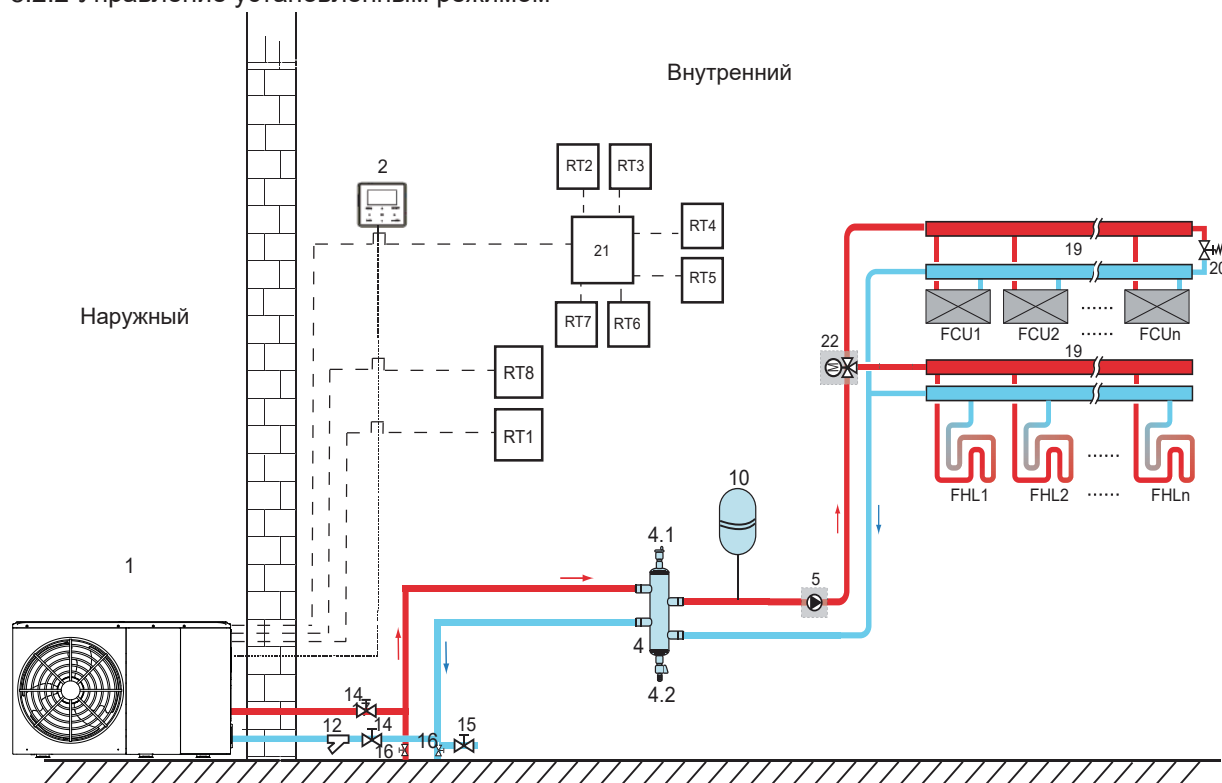 Внутренний
2
RT2
RT3
RT4
21
RT5
RT7
RT6
19
20
FCU1
FCU2
......
......
FCUn
Наружный
22
M
19
RT8
RT1
FHL1
FHL2
......
......
FHLn
10
4.1
1
5
4
4.2
14
12
14
15
16
16